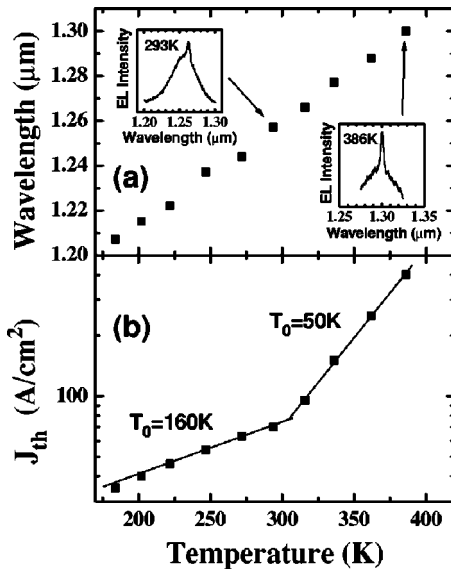 1.30
1.28
1.26
1.24
1.22
1.20
Wavelength (μm)
(a)
293K
EL Intensity
1.20 1.25 1.30
Wavelength (μm)
386K
EL Intensity
1.25 1.30 1.35
Wavelength (μm)
(b)
T₀=50K
T₀=160K
100
Jₜₕ (A/cm²)
200 250 300 350 400
Temperature (K)